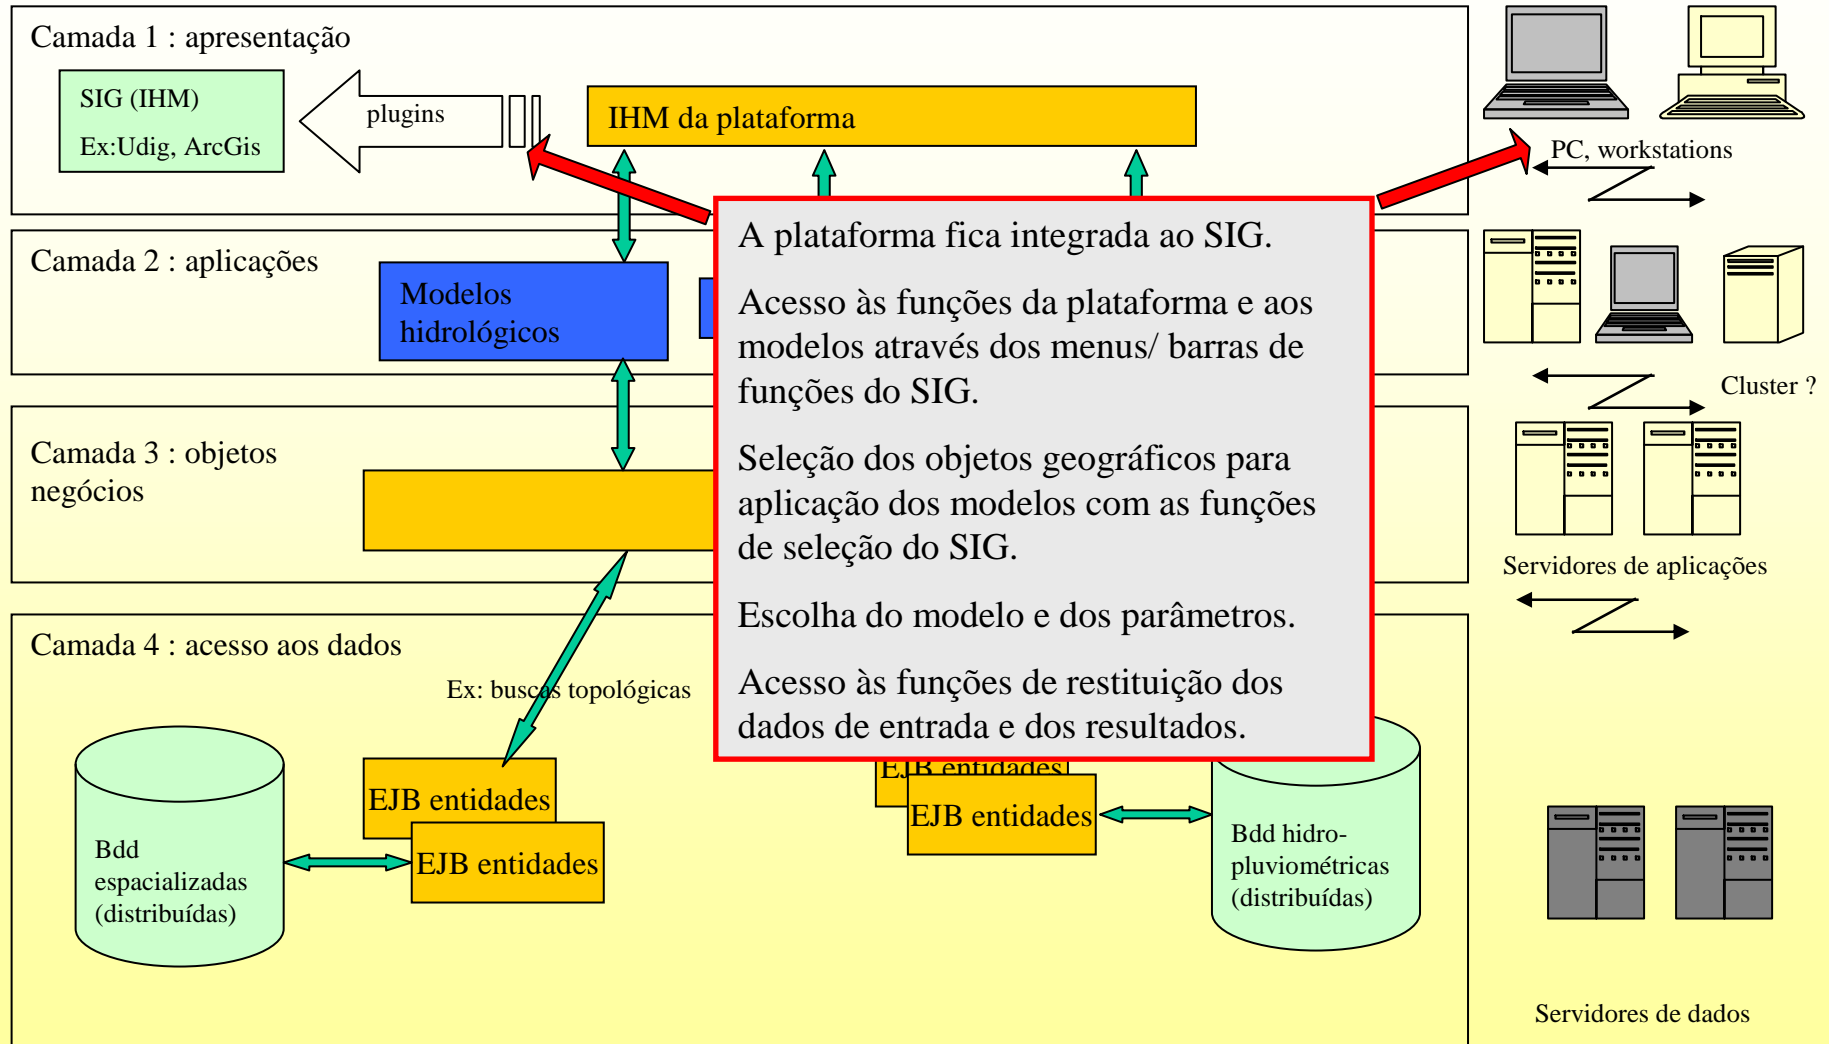 Camada 1 : apresentação
SIG (IHM)
Ex:Udig, ArcGis
plugins
IHM da plataforma
PC, workstations
Camada 2 : aplicações
Modelos
hidrológicos
A plataforma fica integrada ao SIG.
Acesso às funções da plataforma e aos
modelos através dos menus/ barras de
funções do SIG.
Seleção dos objetos geográficos para
aplicação dos modelos com as funções
de seleção do SIG.
Escolha do modelo e dos parâmetros.
Acesso às funções de restituição dos
dados de entrada e dos resultados.
Cluster ?
Camada 3 : objetos
negócios
Servidores de aplicações
Camada 4 : acesso aos dados
Ex: buscas topológicas
EJB entidades
EJB entidades
Bdd
espacializadas
(distribuídas)
EJB entidades
EJB entidades
Bdd hidro-
pluviométricas
(distribuídas)
Servidores de dados